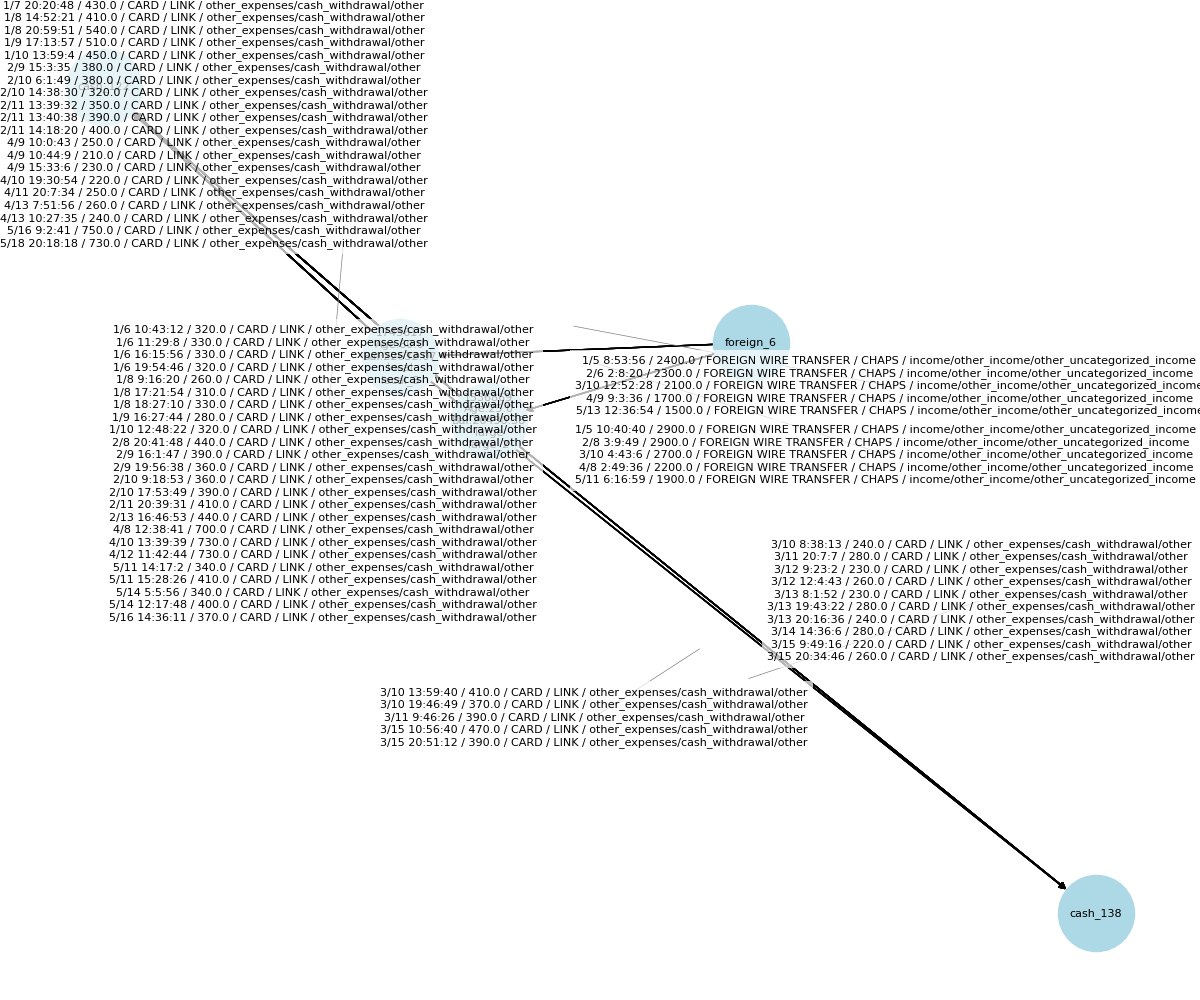 1/7 20:20:48 / 430.0 / CARD / LINK / other_expenses/cash_withdrawal/other
1/8 14:52:21 / 410.0 / CARD / LINK / other_expenses/cash_withdrawal/other
1/8 20:59:51 / 540.0 / CARD / LINK / other_expenses/cash_withdrawal/other
1/9 17:13:57 / 510.0 / CARD / LINK / other_expenses/cash_withdrawal/other
1/10 13:59:4 / 450.0 / CARD / LINK / other_expenses/cash_withdrawal/other
2/9 15:3:35 / 380.0 / CARD / LINK / other_expenses/cash_withdrawal/other
2/10 6:1:49 / 380.0 / CARD / LINK / other_expenses/cash_withdrawal/other
2/10 14:38:30 / 320.0 / CARD / LINK / other_expenses/cash_withdrawal/other
2/11 13:39:32 / 350.0 / CARD / LINK / other_expenses/cash_withdrawal/other
2/11 13:40:38 / 390.0 / CARD / LINK / other_expenses/cash_withdrawal/other
2/11 14:18:20 / 400.0 / CARD / LINK / other_expenses/cash_withdrawal/other
4/9 10:0:43 / 250.0 / CARD / LINK / other_expenses/cash_withdrawal/other
4/9 10:44:9 / 210.0 / CARD / LINK / other_expenses/cash_withdrawal/other
4/9 15:33:6 / 230.0 / CARD / LINK / other_expenses/cash_withdrawal/other
4/10 19:30:54 / 220.0 / CARD / LINK / other_expenses/cash_withdrawal/other
4/11 20:7:34 / 250.0 / CARD / LINK / other_expenses/cash_withdrawal/other
4/13 7:51:56 / 260.0 / CARD / LINK / other_expenses/cash_withdrawal/other
4/13 10:27:35 / 240.0 / CARD / LINK / other_expenses/cash_withdrawal/other
5/16 9:2:41 / 750.0 / CARD / LINK / other_expenses/cash_withdrawal/other
5/18 20:18:18 / 730.0 / CARD / LINK / other_expenses/cash_withdrawal/other
1/6 10:43:12 / 320.0 / CARD / LINK / other_expenses/cash_withdrawal/other
1/6 11:29:8 / 330.0 / CARD / LINK / other_expenses/cash_withdrawal/other
1/6 16:15:56 / 330.0 / CARD / LINK / other_expenses/cash_withdrawal/other
1/6 19:54:46 / 320.0 / CARD / LINK / other_expenses/cash_withdrawal/other
1/8 9:16:20 / 260.0 / CARD / LINK / other_expenses/cash_withdrawal/other
1/8 17:21:54 / 310.0 / CARD / LINK / other_expenses/cash_withdrawal/other
1/8 18:27:10 / 330.0 / CARD / LINK / other_expenses/cash_withdrawal/other
1/9 16:27:44 / 280.0 / CARD / LINK / other_expenses/cash_withdrawal/other
1/10 12:48:22 / 320.0 / CARD / LINK / other_expenses/cash_withdrawal/other
2/8 20:41:48 / 440.0 / CARD / LINK / other_expenses/cash_withdrawal/other
2/9 16:1:47 / 390.0 / CARD / LINK / other_expenses/cash_withdrawal/other
2/9 19:56:38 / 360.0 / CARD / LINK / other_expenses/cash_withdrawal/other
2/10 9:18:53 / 360.0 / CARD / LINK / other_expenses/cash_withdrawal/other
2/10 17:53:49 / 390.0 / CARD / LINK / other_expenses/cash_withdrawal/other
2/11 20:39:31 / 410.0 / CARD / LINK / other_expenses/cash_withdrawal/other
2/13 16:46:53 / 440.0 / CARD / LINK / other_expenses/cash_withdrawal/other
4/8 12:38:41 / 700.0 / CARD / LINK / other_expenses/cash_withdrawal/other
4/10 13:39:39 / 730.0 / CARD / LINK / other_expenses/cash_withdrawal/other
4/12 11:42:44 / 730.0 / CARD / LINK / other_expenses/cash_withdrawal/other
5/11 14:17:2 / 340.0 / CARD / LINK / other_expenses/cash_withdrawal/other
5/11 15:28:26 / 410.0 / CARD / LINK / other_expenses/cash_withdrawal/other
5/14 5:5:56 / 340.0 / CARD / LINK / other_expenses/cash_withdrawal/other
5/14 12:17:48 / 400.0 / CARD / LINK / other_expenses/cash_withdrawal/other
5/16 14:36:11 / 370.0 / CARD / LINK / other_expenses/cash_withdrawal/other
foreign_6
1/5 8:53:56 / 2400.0 / FOREIGN WIRE TRANSFER / CHAPS / income/other_income/other_uncategorized_income
2/6 2:8:20 / 2300.0 / FOREIGN WIRE TRANSFER / CHAPS / income/other_income/other_uncategorized_income
3/10 12:52:28 / 2100.0 / FOREIGN WIRE TRANSFER / CHAPS / income/other_income/other_uncategorized_income
4/9 9:3:36 / 1700.0 / FOREIGN WIRE TRANSFER / CHAPS / income/other_income/other_uncategorized_income
5/13 12:36:54 / 1500.0 / FOREIGN WIRE TRANSFER / CHAPS / income/other_income/other_uncategorized_income
1/5 10:40:40 / 2900.0 / FOREIGN WIRE TRANSFER / CHAPS / income/other_income/other_uncategorized_income
2/8 3:9:49 / 2900.0 / FOREIGN WIRE TRANSFER / CHAPS / income/other_income/other_uncategorized_income
3/10 4:43:6 / 2700.0 / FOREIGN WIRE TRANSFER / CHAPS / income/other_income/other_uncategorized_income
4/8 2:49:36 / 2200.0 / FOREIGN WIRE TRANSFER / CHAPS / income/other_income/other_uncategorized_income
5/11 6:16:59 / 1900.0 / FOREIGN WIRE TRANSFER / CHAPS / income/other_income/other_uncategorized_income
3/10 8:38:13 / 240.0 / CARD / LINK / other_expenses/cash_withdrawal/other
3/11 20:7:7 / 280.0 / CARD / LINK / other_expenses/cash_withdrawal/other
3/12 9:23:2 / 230.0 / CARD / LINK / other_expenses/cash_withdrawal/other
3/12 12:4:43 / 260.0 / CARD / LINK / other_expenses/cash_withdrawal/other
3/13 8:1:52 / 230.0 / CARD / LINK / other_expenses/cash_withdrawal/other
3/13 19:43:22 / 280.0 / CARD / LINK / other_expenses/cash_withdrawal/other
3/13 20:16:36 / 240.0 / CARD / LINK / other_expenses/cash_withdrawal/other
3/14 14:36:6 / 280.0 / CARD / LINK / other_expenses/cash_withdrawal/other
3/15 9:49:16 / 220.0 / CARD / LINK / other_expenses/cash_withdrawal/other
3/15 20:34:46 / 260.0 / CARD / LINK / other_expenses/cash_withdrawal/other
3/10 13:59:40 / 410.0 / CARD / LINK / other_expenses/cash_withdrawal/other
3/10 19:46:49 / 370.0 / CARD / LINK / other_expenses/cash_withdrawal/other
3/11 9:46:26 / 390.0 / CARD / LINK / other_expenses/cash_withdrawal/other
3/15 10:56:40 / 470.0 / CARD / LINK / other_expenses/cash_withdrawal/other
3/15 20:51:12 / 390.0 / CARD / LINK / other_expenses/cash_withdrawal/other
cash_138